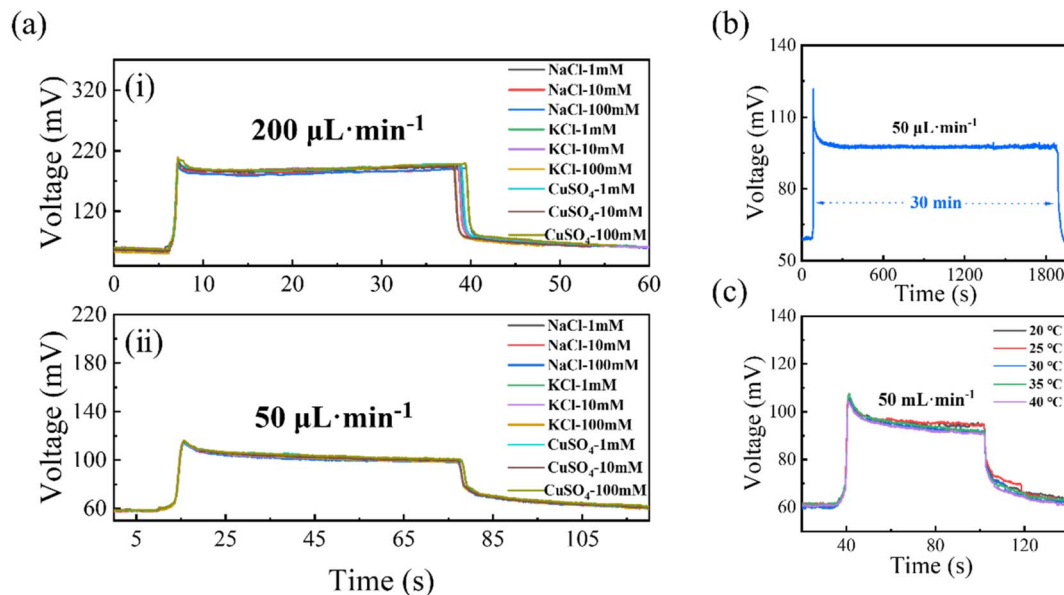 (a)
(i)
Voltage (mV)
320
220
120
200 μL·min⁻¹
NaCl-1mM
NaCl-10mM
NaCl-100mM
KCl-1mM
KCl-10mM
KCl-100mM
CuSO₄-1mM
CuSO₄-10mM
CuSO₄-100mM
0 10 20 30 40 50 60
(ii)
Voltage (mV)
220
180
140
100
60
50 μL·min⁻¹
NaCl-1mM
NaCl-10mM
NaCl-100mM
KCl-1mM
KCl-10mM
KCl-100mM
CuSO₄-1mM
CuSO₄-10mM
CuSO₄-100mM
5 25 45 65 85 105
Time (s)
(b)
Voltage (mV)
140
110
80
50
50 μL·min⁻¹
30 min
0 600 1200 1800
Time (s)
(c)
Voltage (mV)
140
120
100
80
60
50 mL·min⁻¹
20 °C
25 °C
30 °C
35 °C
40 °C
40 80 120
Time (s)